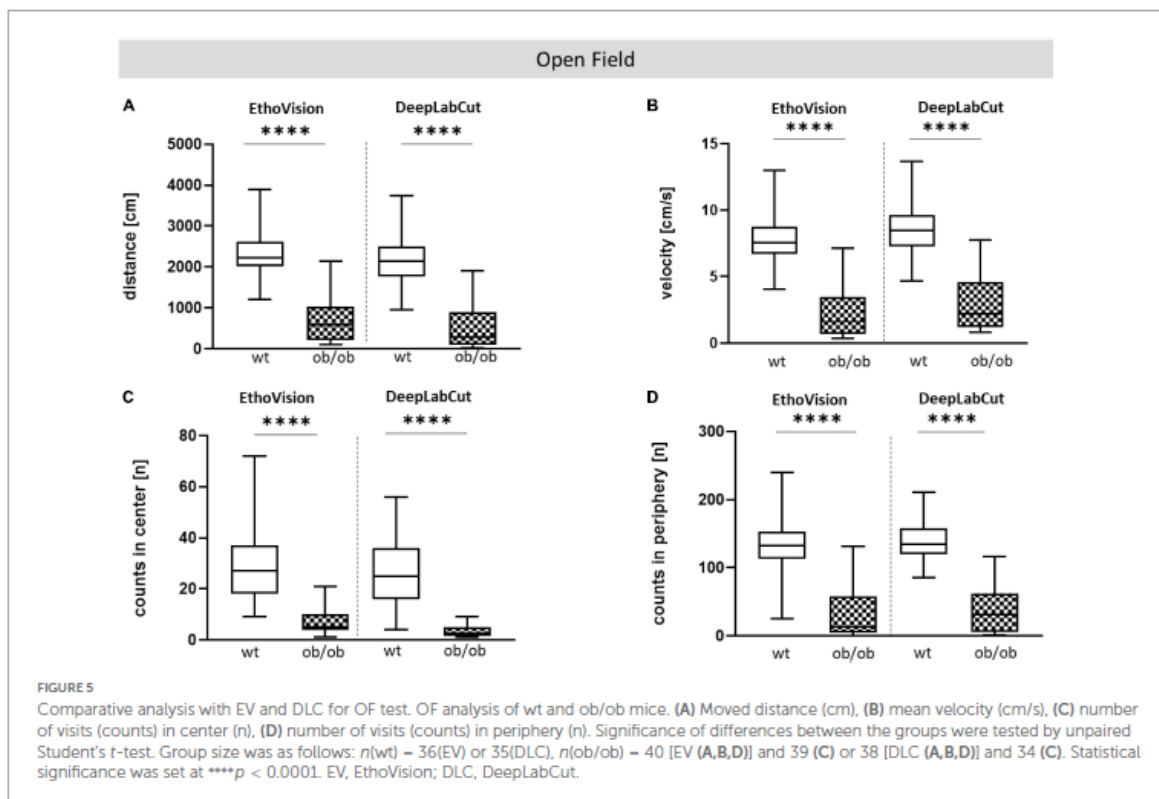 Open Field
A
EthoVision
DeepLabCut
****
****
distance [cm]
5000
4000
3000
2000
1000
0
wt
ob/ob
wt
ob/ob
B
EthoVision
DeepLabCut
****
****
velocity [cm/s]
15
10
5
0
wt
ob/ob
wt
ob/ob
C
EthoVision
DeepLabCut
****
****
counts in center [n]
80
60
40
20
0
wt
ob/ob
wt
ob/ob
D
EthoVision
DeepLabCut
****
****
counts in periphery [n]
300
200
100
0
wt
ob/ob
wt
ob/ob
FIGURE 5
Comparative analysis with EV and DLC for OF test. OF analysis of wt and ob/ob mice. (A) Moved distance (cm), (B) mean velocity (cm/s), (C) number
of visits (counts) in center (n), (D) number of visits (counts) in periphery (n). Significance of differences between the groups were tested by unpaired
Student's t-test. Group size was as follows: n(wt) – 36(EV) or 35(DLC), n(ob/ob) – 40 [EV (A,B,D)] and 39 (C) or 38 [DLC (A,B,D)] and 34 (C). Statistical
significance was set at ****p < 0.0001. EV, EthoVision; DLC, DeepLabCut.